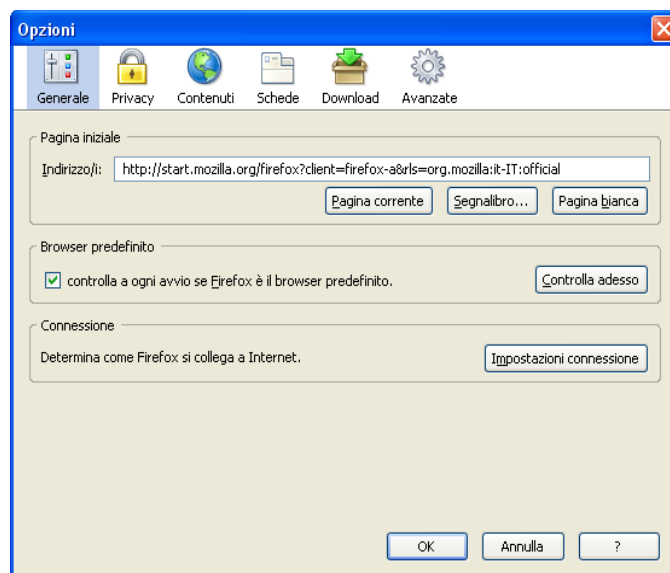 Opzioni
Generale Privacy Contenuti Schede Download Avanzate
Pagina iniziale
Indirizzo/i: http://start.mozilla.org/firefox?client=firefox-a&rls=org.mozilla:it-IT:official
Pagina corrente Segnalibro... Pagina bianca
Browser predefinito
controlla a ogni avvio se Firefox è il browser predefinito. Controlla adesso
Connessione
Determina come Firefox si collega a Internet. Impostazioni connessione
OK Annulla ?